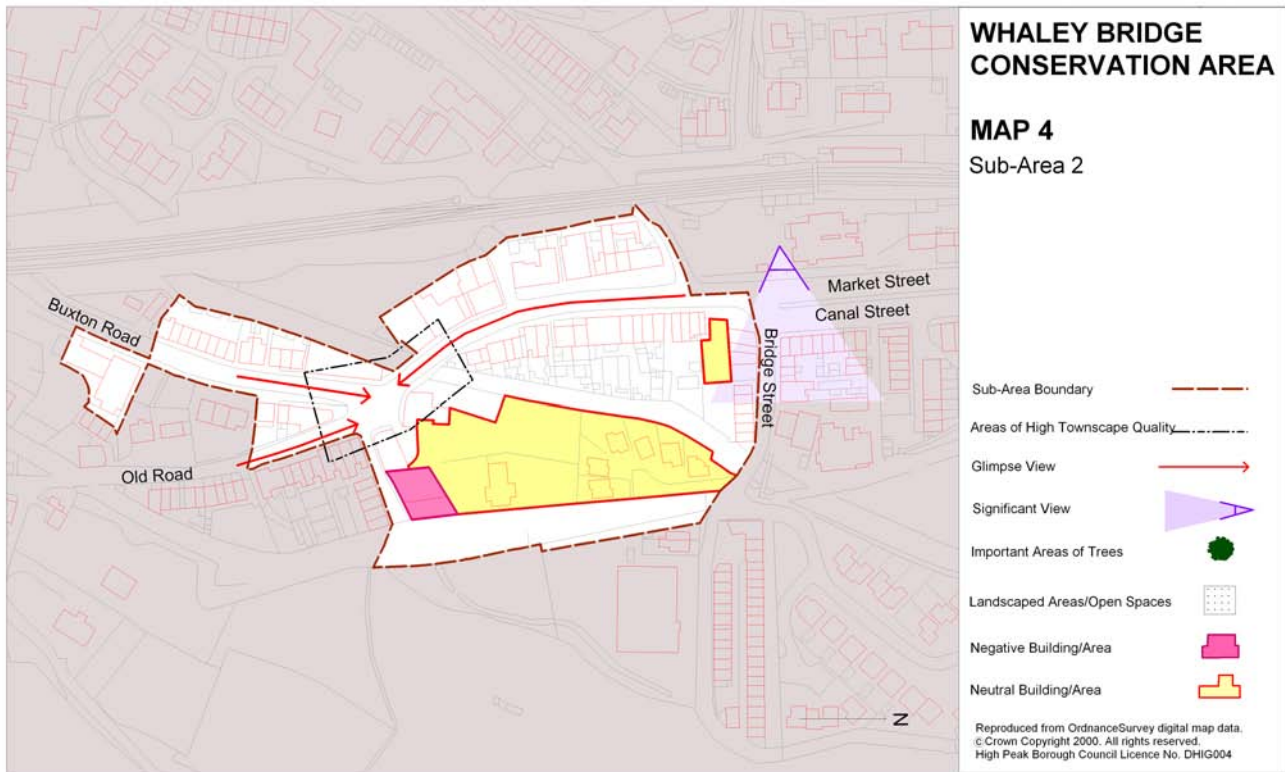 WHALEY BRIDGE
CONSERVATION AREA
MAP 4
Sub-Area 2
Buxton Road
Old Road
Market Street
Canal Street
Bridge Street
Sub-Area Boundary
Areas of High Townscape Quality
Glimpse View
Significant View
Important Areas of Trees
Landscaped Areas/Open Spaces
Negative Building/Area
Neutral Building/Area
N
Reproduced from OrdnanceSurvey digital map data.
© Crown Copyright 2000. All rights reserved.
High Peak Borough Council Licence No. DHIG004